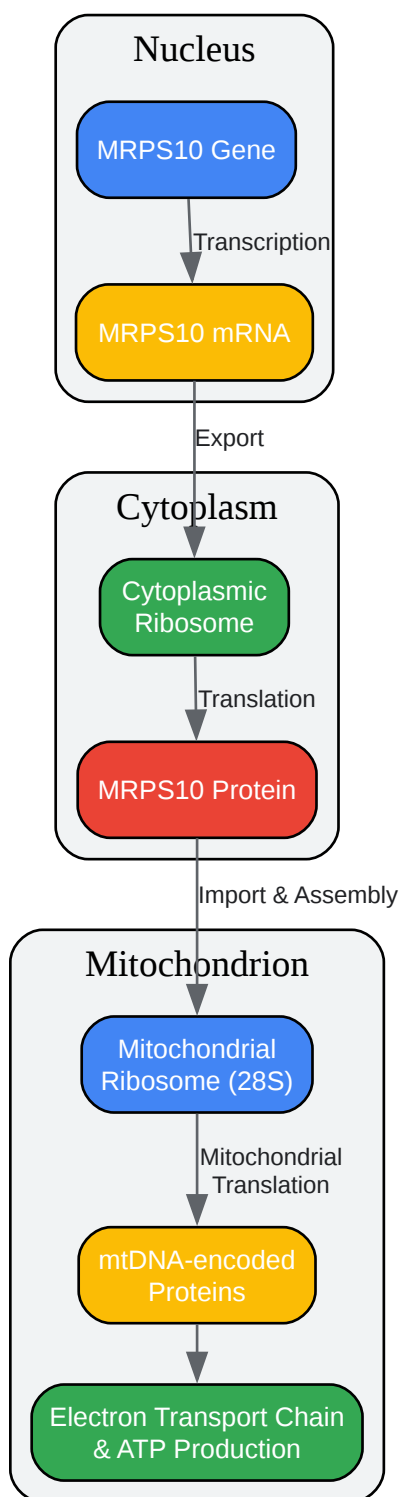 Nucleus
MRPS10 Gene
Transcription
MRPS10 mRNA
Export
Cytoplasm
Cytoplasmic
Ribosome
Translation
MRPS10 Protein
Import & Assembly
Mitochondrion
Mitochondrial
Ribosome (28S)
Mitochondrial
Translation
mtDNA-encoded
Proteins
Electron Transport Chain
& ATP Production